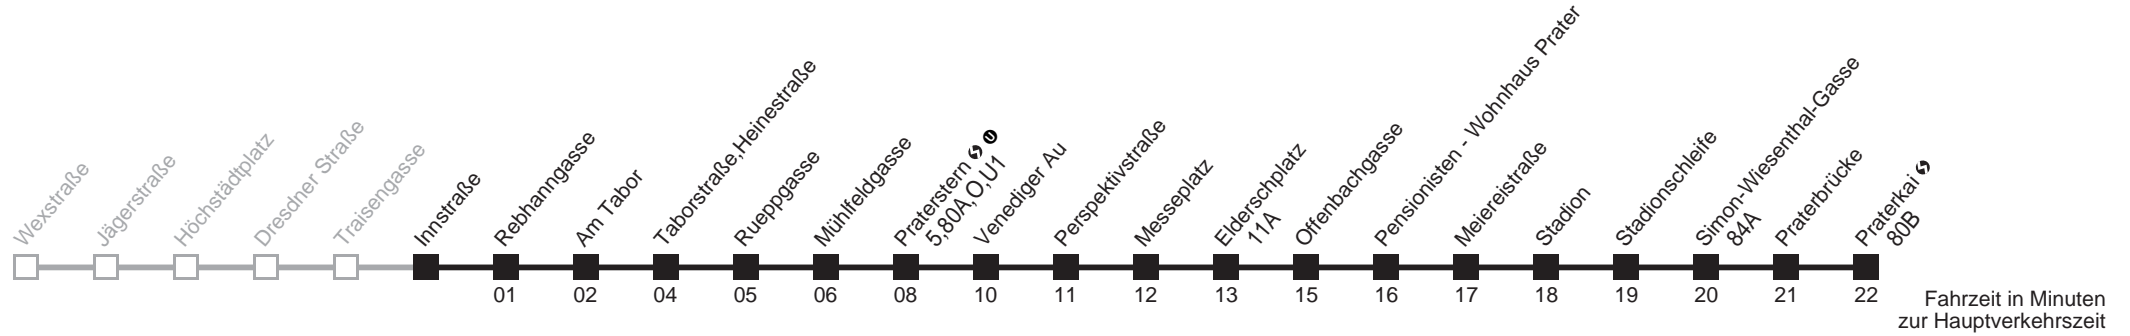 Wexstraße
Jägerstraße
Höchstädtplatz
Dresdner Straße
Traisengasse
Innstraße
Rebhanngasse
Am Tabor
Taborstraße,Heinestraße
Rueppgasse
Mühlfeldgasse
Praterstern S U
5,80A,O,U1
Venediger Au
Perspektivstraße
Messeplatz
Elderschplatz
11A
Offenbachgasse
Pensionisten - Wohnhaus Prater
Meiereistraße
Stadion
Stadionschleife
Simon-Wiesenthal-Gasse
84A
Praterbrücke
Praterkai S
80B
01 02 04 05 06 08 10 11 12 13 15 16 17 18 19 20 21 22
Fahrzeit in Minuten
zur Hauptverkehrszeit